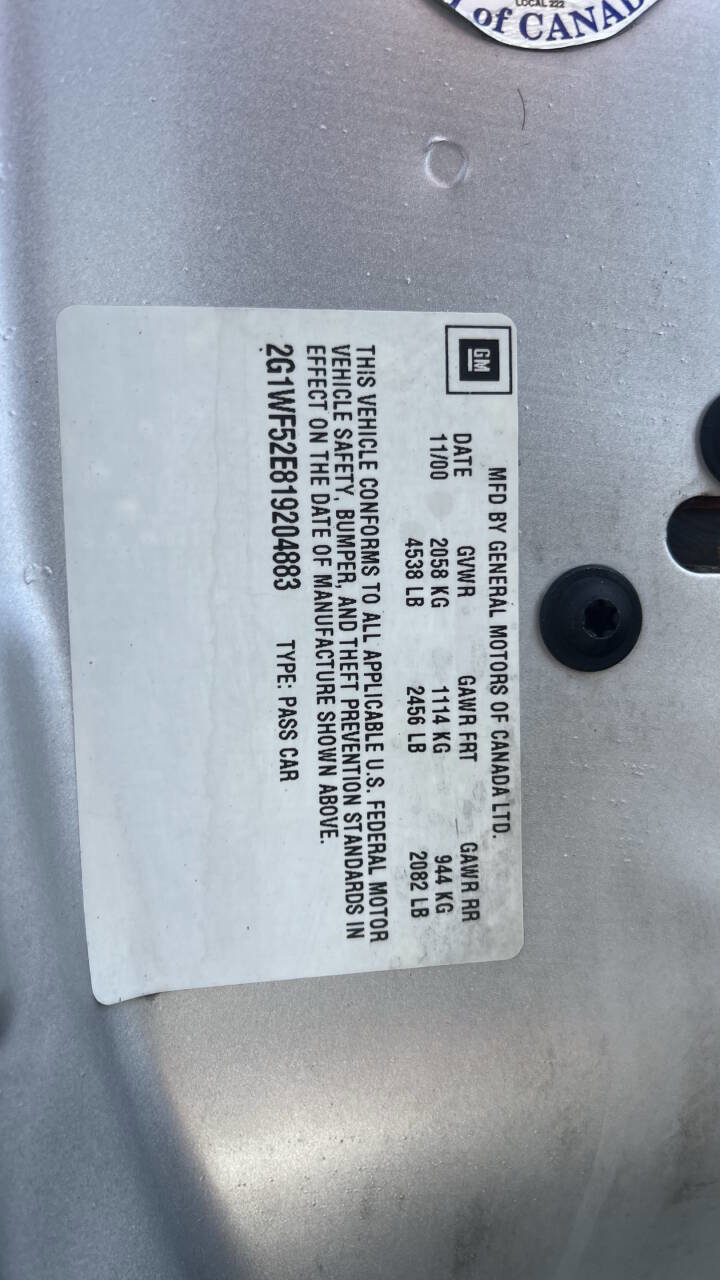 LOCAL 222
of CANAD
GM
MFD BY GENERAL MOTORS OF CANADA LTD.
DATE GVWR GAWR FRT GAWR RR
11/00 2058 KG 1114 KG 944 KG
4538 LB 2456 LB 2082 LB
THIS VEHICLE CONFORMS TO ALL APPLICABLE U.S. FEDERAL MOTOR
VEHICLE SAFETY, BUMPER, AND THEFT PREVENTION STANDARDS IN
EFFECT ON THE DATE OF MANUFACTURE SHOWN ABOVE.
2G1WF52E819204883 TYPE: PASS CAR